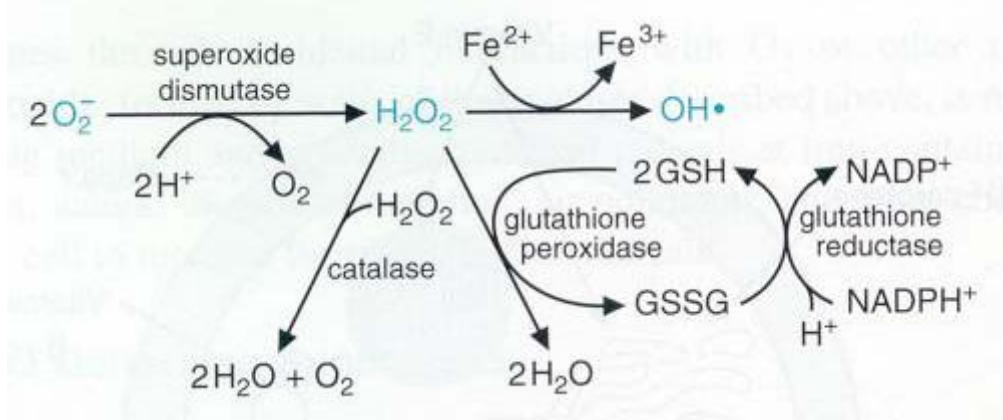 superoxide
dismutase
2O₂⁻
2H⁺
O₂
H₂O₂
Fe²⁺
Fe³⁺
OH•
H₂O₂
catalase
2H₂O + O₂
2H₂O
2GSH
glutathione
peroxidase
GSSG
NADP⁺
glutathione
reductase
NADPH⁺
H⁺